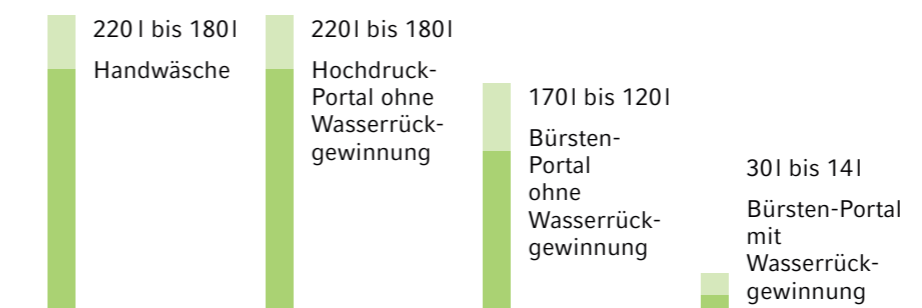 220 l bis 180 l
Handwäsche
220 l bis 180 l
Hochdruck-
Portal ohne
Wasserrück-
gewinnung
170 l bis 120 l
Bürsten-
Portal
ohne
Wasserrück-
gewinnung
30 l bis 14 l
Bürsten-Portal
mit
Wasserrück-
gewinnung